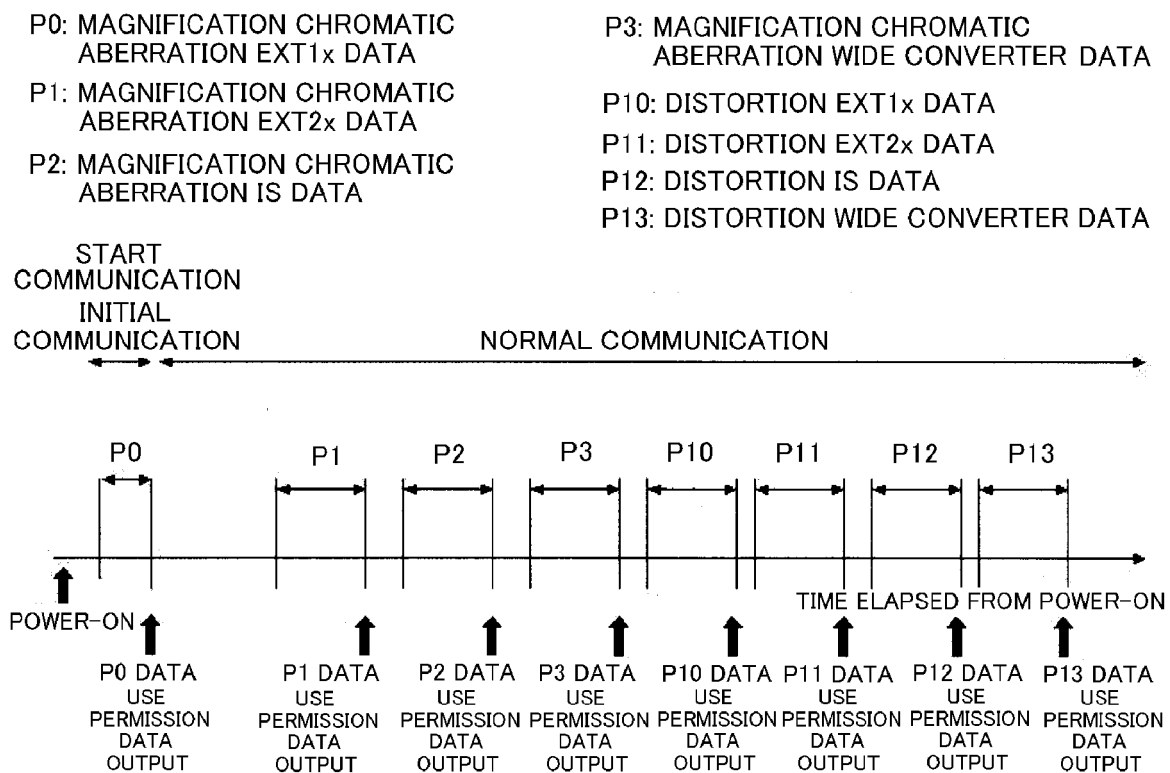 P0: MAGNIFICATION CHROMATIC
ABERRATION EXT1x DATA
P1: MAGNIFICATION CHROMATIC
ABERRATION EXT2x DATA
P2: MAGNIFICATION CHROMATIC
ABERRATION IS DATA
P3: MAGNIFICATION CHROMATIC
ABERRATION WIDE CONVERTER DATA
P10: DISTORTION EXT1x DATA
P11: DISTORTION EXT2x DATA
P12: DISTORTION IS DATA
P13: DISTORTION WIDE CONVERTER DATA
START
COMMUNICATION
INITIAL
COMMUNICATION
NORMAL COMMUNICATION
P0 P1 P2 P3 P10 P11 P12 P13
POWER-ON
TIME ELAPSED FROM POWER-ON
P0 DATA
USE
PERMISSION
DATA
OUTPUT
P1 DATA
USE
PERMISSION
DATA
OUTPUT
P2 DATA
USE
PERMISSION
DATA
OUTPUT
P3 DATA
USE
PERMISSION
DATA
OUTPUT
P10 DATA
USE
PERMISSION
DATA
OUTPUT
P11 DATA
USE
PERMISSION
DATA
OUTPUT
P12 DATA
USE
PERMISSION
DATA
OUTPUT
P13 DATA
USE
PERMISSION
DATA
OUTPUT